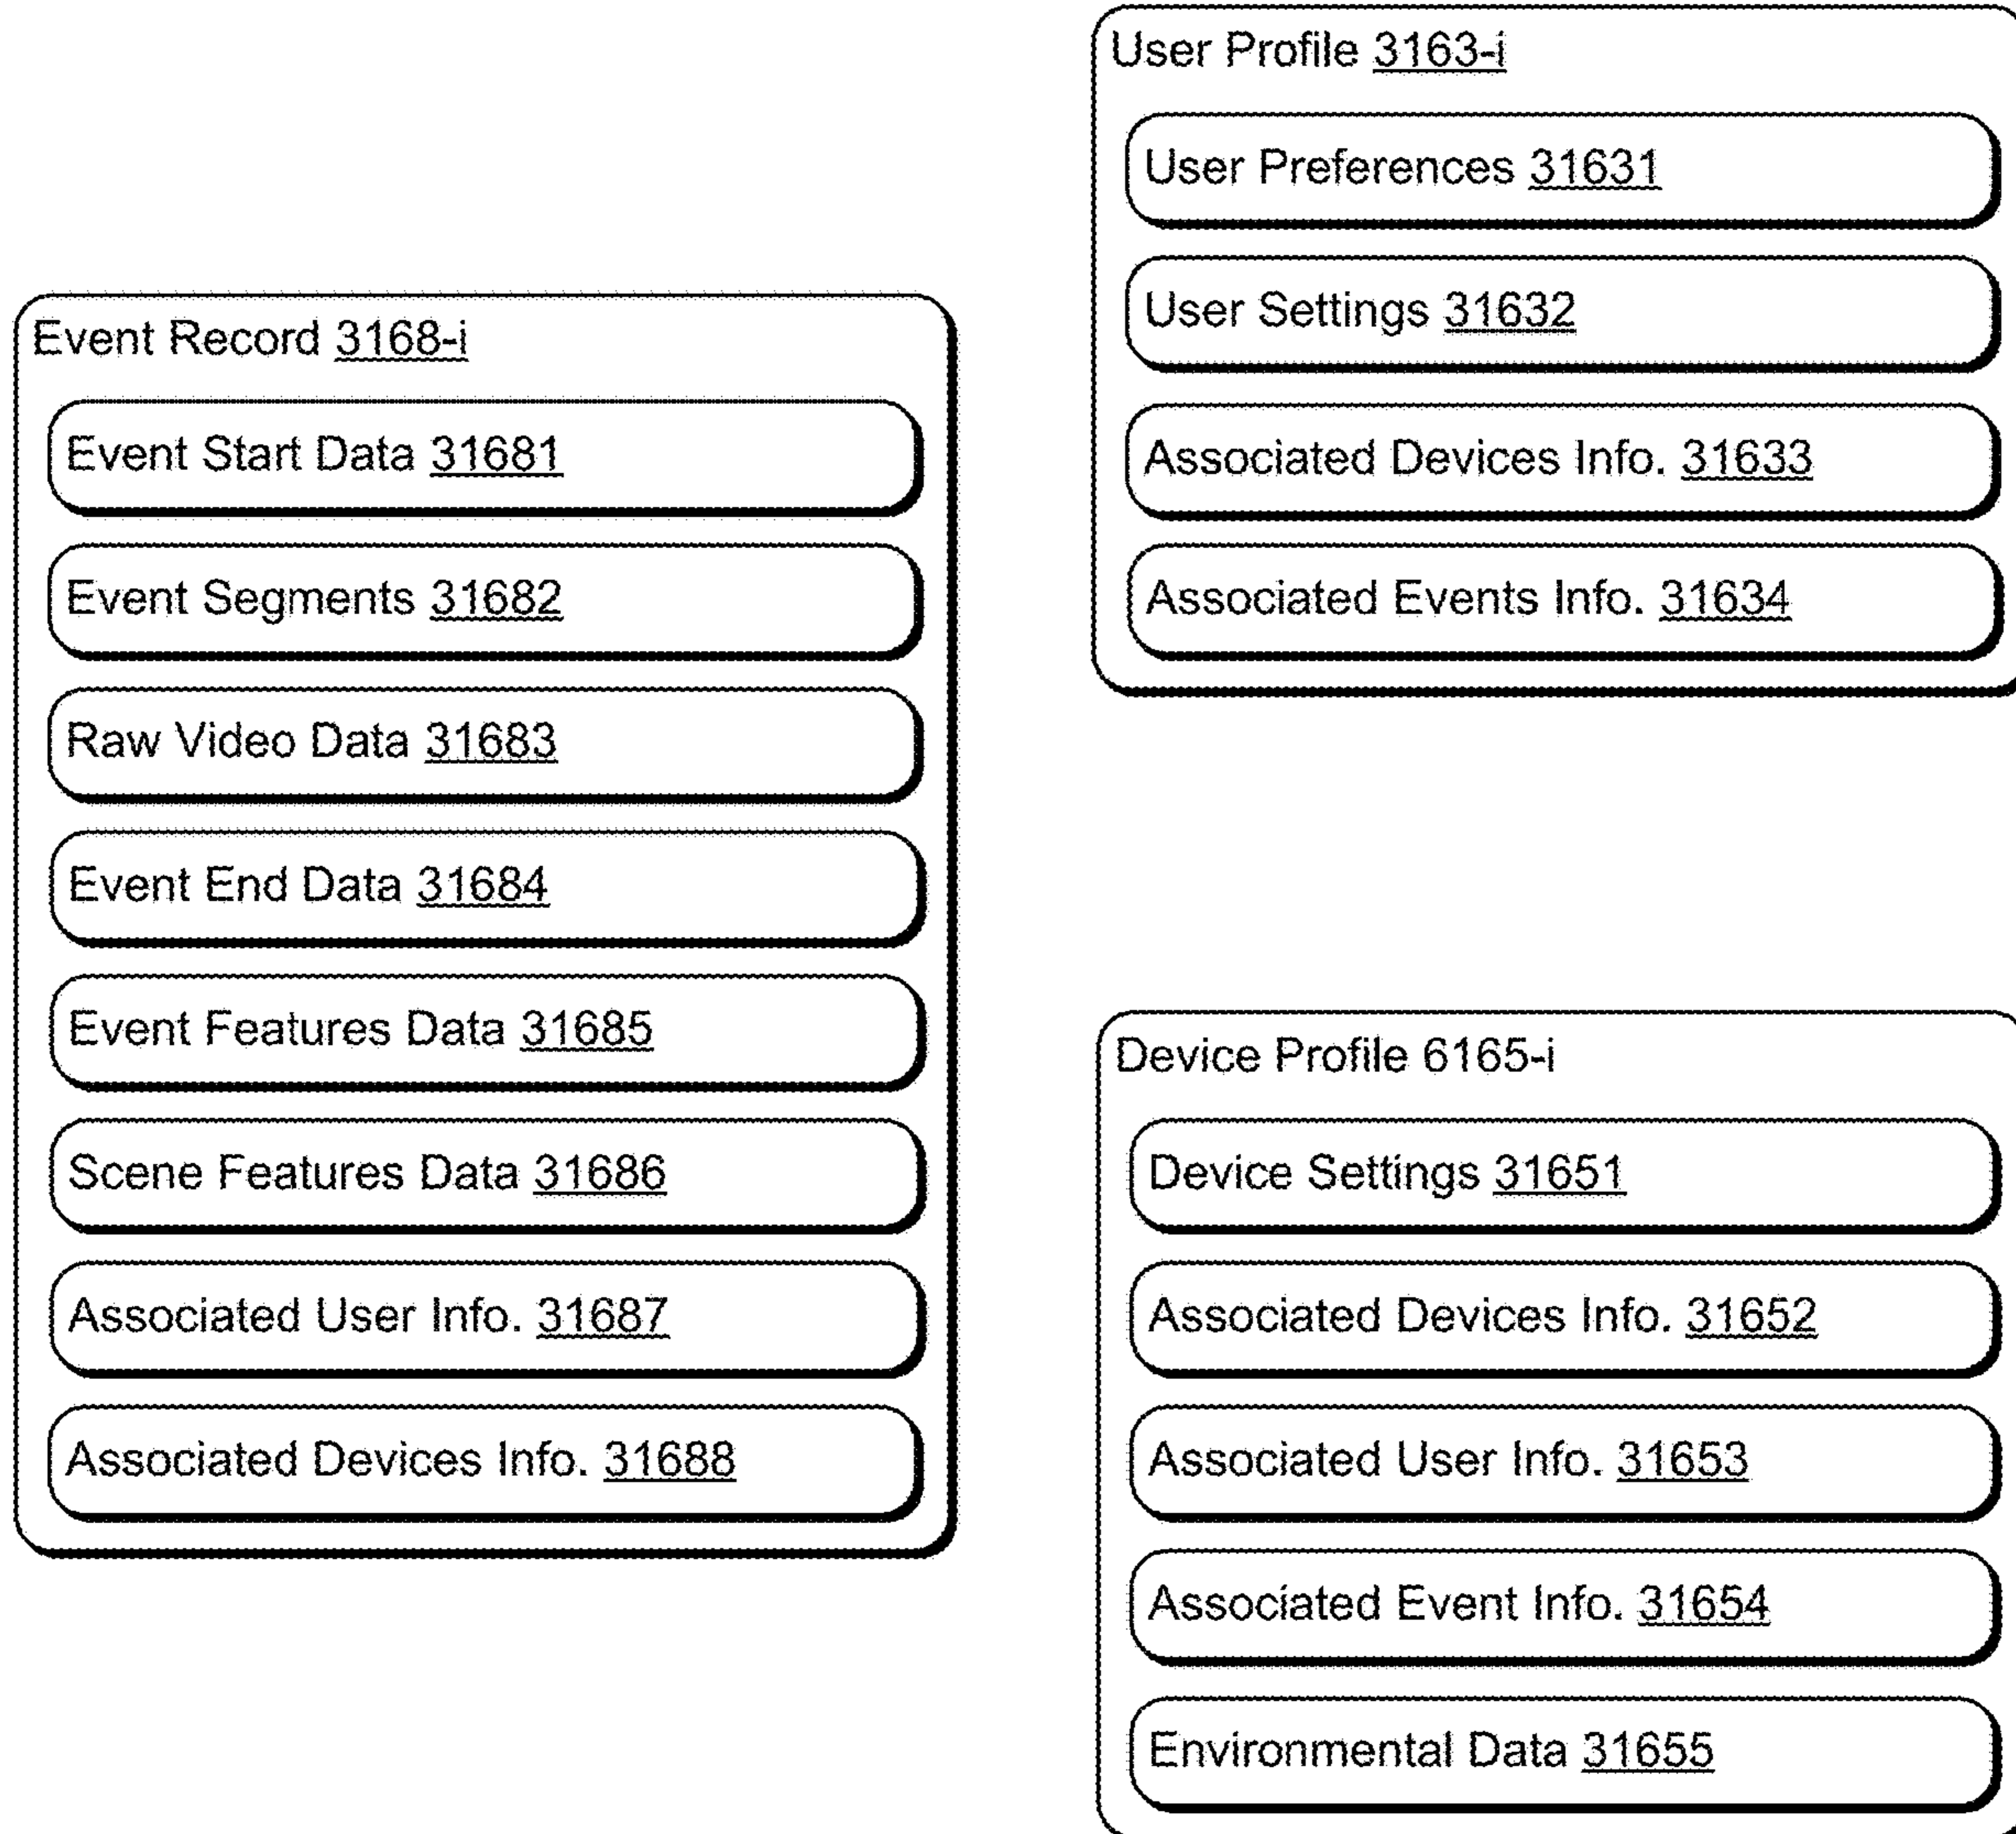 Event Record 3168-i
Event Start Data 31681
Event Segments 31682
Raw Video Data 31683
Event End Data 31684
Event Features Data 31685
Scene Features Data 31686
Associated User Info. 31687
Associated Devices Info. 31688
User Profile 3163-i
User Preferences 31631
User Settings 31632
Associated Devices Info. 31633
Associated Events Info. 31634
Device Profile 6165-i
Device Settings 31651
Associated Devices Info. 31652
Associated User Info. 31653
Associated Event Info. 31654
Environmental Data 31655